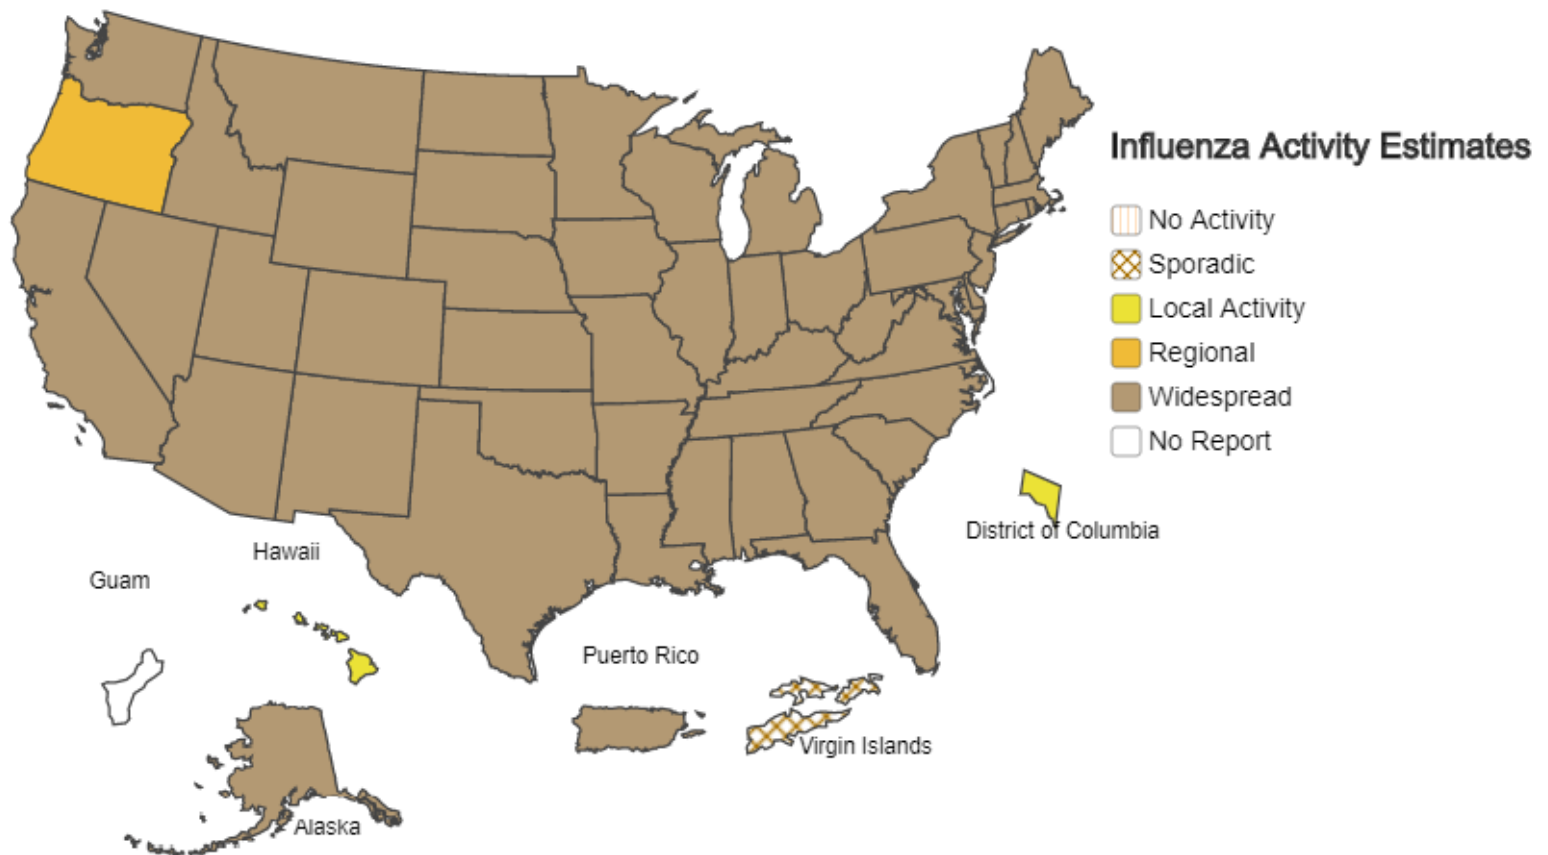 Influenza Activity Estimates
No Activity
Sporadic
Local Activity
Regional
Widespread
No Report
District of Columbia
Hawaii
Guam
Puerto Rico
Virgin Islands
Alaska